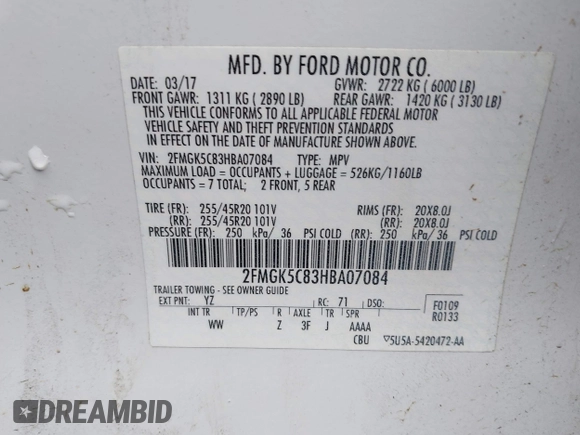 MFD. BY FORD MOTOR CO.
DATE: 03/17 GVWR: 2722 KG ( 6000 LB)
FRONT GAWR: 1311 KG ( 2890 LB) REAR GAWR: 1420 KG ( 3130 LB)
THIS VEHICLE CONFORMS TO ALL APPLICABLE FEDERAL MOTOR
VEHICLE SAFETY AND THEFT PREVENTION STANDARDS
IN EFFECT ON THE DATE OF MANUFACTURE SHOWN ABOVE.
VIN: 2FMGK5C83HBA07084 TYPE: MPV
MAXIMUM LOAD = OCCUPANTS + LUGGAGE = 526KG/1160LB
OCCUPANTS = 7 TOTAL; 2 FRONT, 5 REAR
TIRE (FR): 255/45R20 101V RIMS (FR): 20X8.0J
(RR): 255/45R20 101V (RR): 20X8.0J
PRESSURE (FR): 250 kPa/ 36 PSI COLD (RR): 250 kPa/ 36 PSI COLD
2FMGK5C83HBA07084
TRAILER TOWING - SEE OWNER GUIDE
EXT PNT: YZ RC: 71 DSO: F0109
INT TR TP/PS R AXLE TR SPR R0133
WW Z 3F J AAAA
CBU ▽5U5A-5420472-AA
DREAMBID